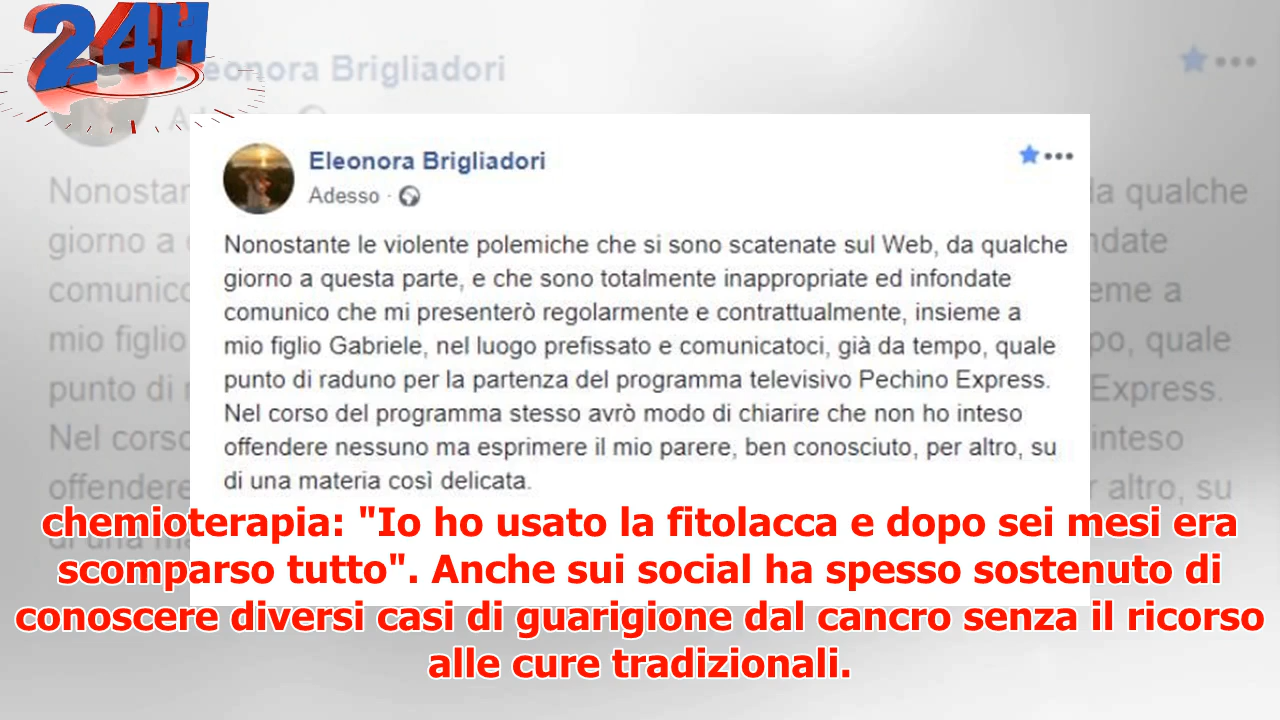 24H
Eleonora Brigliadori
Adesso
Nonostante le violente polemiche che si sono scatenate sul Web, da qualche
giorno a questa parte, e che sono totalmente inappropriate ed infondate
comunico che mi presenterò regolarmente e contrattualmente, insieme a
mio figlio Gabriele, nel luogo prefissato e comunicatoci, già da tempo, quale
punto di raduno per la partenza del programma televisivo Pechino Express.
Nel corso del programma stesso avrò modo di chiarire che non ho inteso
offendere nessuno ma esprimere il mio parere, ben conosciuto, per altro, su
di una materia così delicata.
chemioterapia: "Io ho usato la fitolacca e dopo sei mesi era
scomparso tutto". Anche sui social ha spesso sostenuto di
conoscere diversi casi di guarigione dal cancro senza il ricorso
alle cure tradizionali.